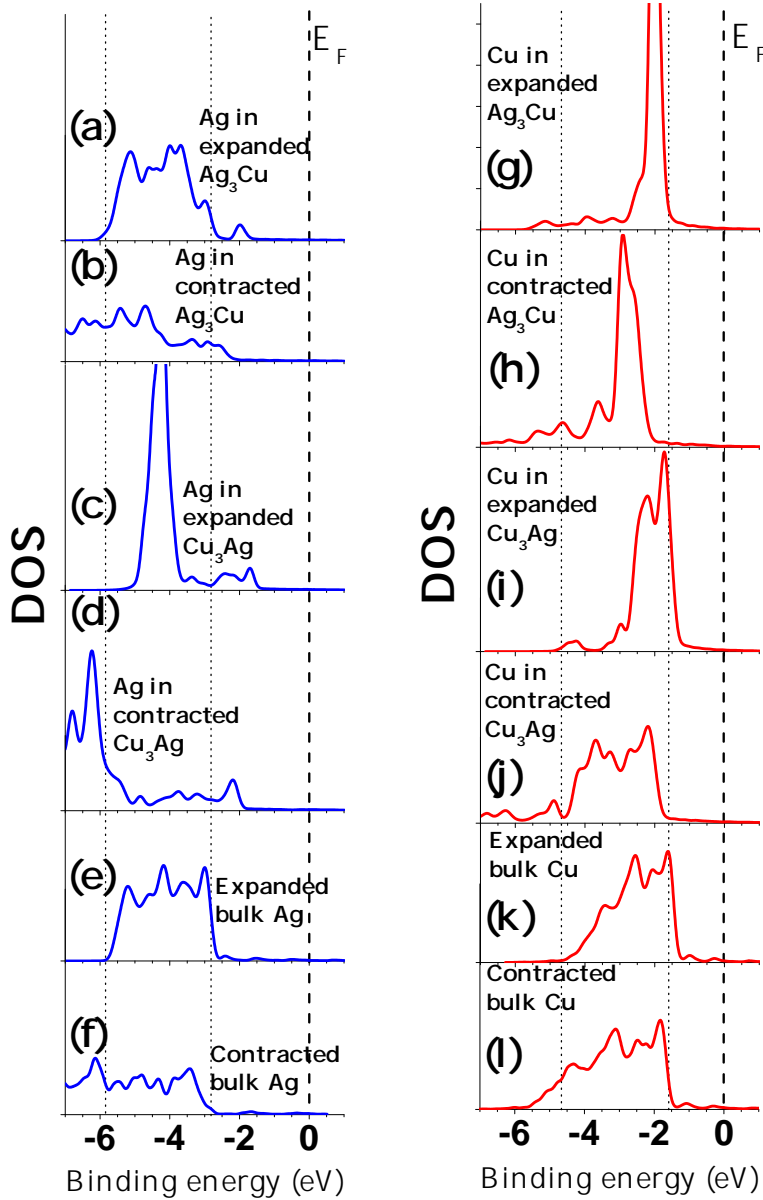 E_F
(a)
Ag in
expanded
Ag₃Cu
(b)
Ag in
contracted
Ag₃Cu
(c)
Ag in
expanded
Cu₃Ag
(d)
Ag in
contracted
Cu₃Ag
(e)
Expanded
bulk Ag
(f)
Contracted
bulk Ag
DOS
-6 -4 -2 0
Binding energy (eV)
E_F
Cu in
expanded
Ag₃Cu
(g)
Cu in
contracted
Ag₃Cu
(h)
Cu in
expanded
Cu₃Ag
(i)
Cu in
contracted
Cu₃Ag
(j)
Expanded
bulk Cu
(k)
Contracted
bulk Cu
(l)
DOS
-6 -4 -2 0
Binding energy (eV)